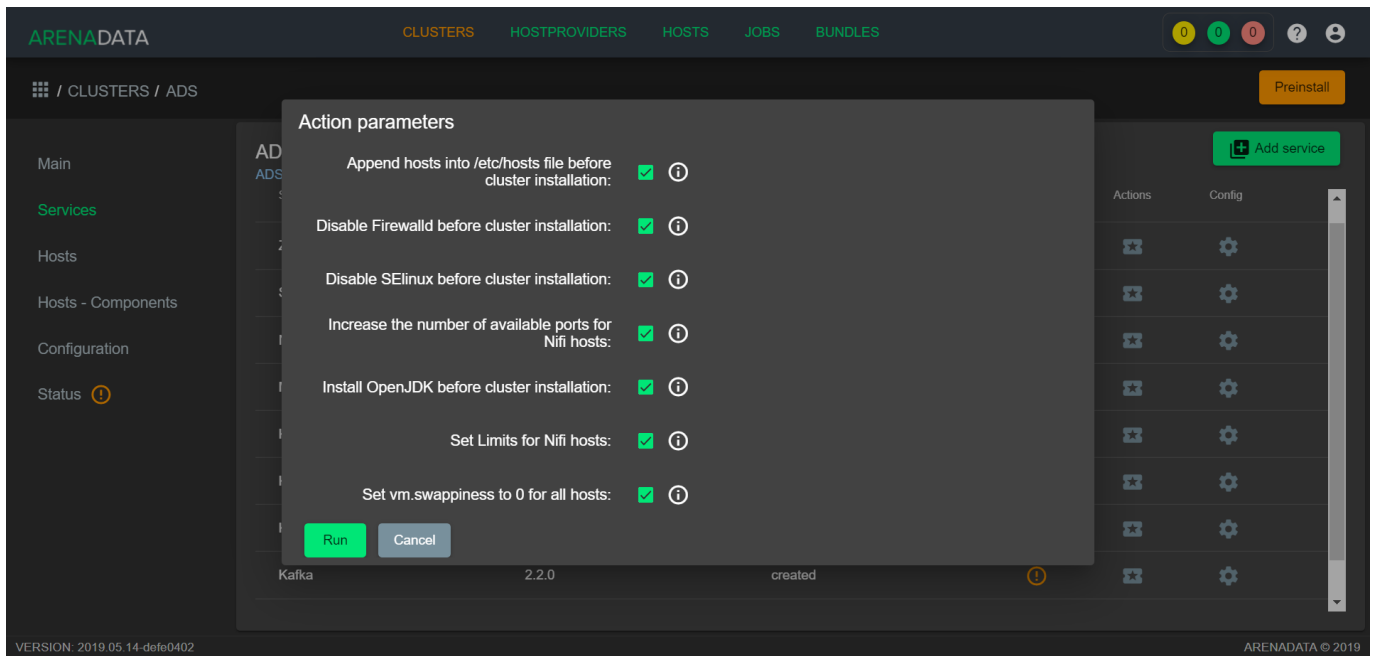 ARENADATA
CLUSTERS HOSTPROVIDERS HOSTS JOBS BUNDLES
0 0 0
/ CLUSTERS / ADS
Preinstall
Action parameters
Main
AD
Add service
Append hosts into /etc/hosts file before
cluster installation:
ADS
Actions Config
Services
Disable Firewalld before cluster installation:
Hosts
Disable SElinux before cluster installation:
Hosts - Components
Increase the number of available ports for
Nifi hosts:
Configuration
Install OpenJDK before cluster installation:
Status
Set Limits for Nifi hosts:
Set vm.swappiness to 0 for all hosts:
Run Cancel
Kafka 2.2.0 created
VERSION: 2019.05.14-defe0402
ARENADATA © 2019